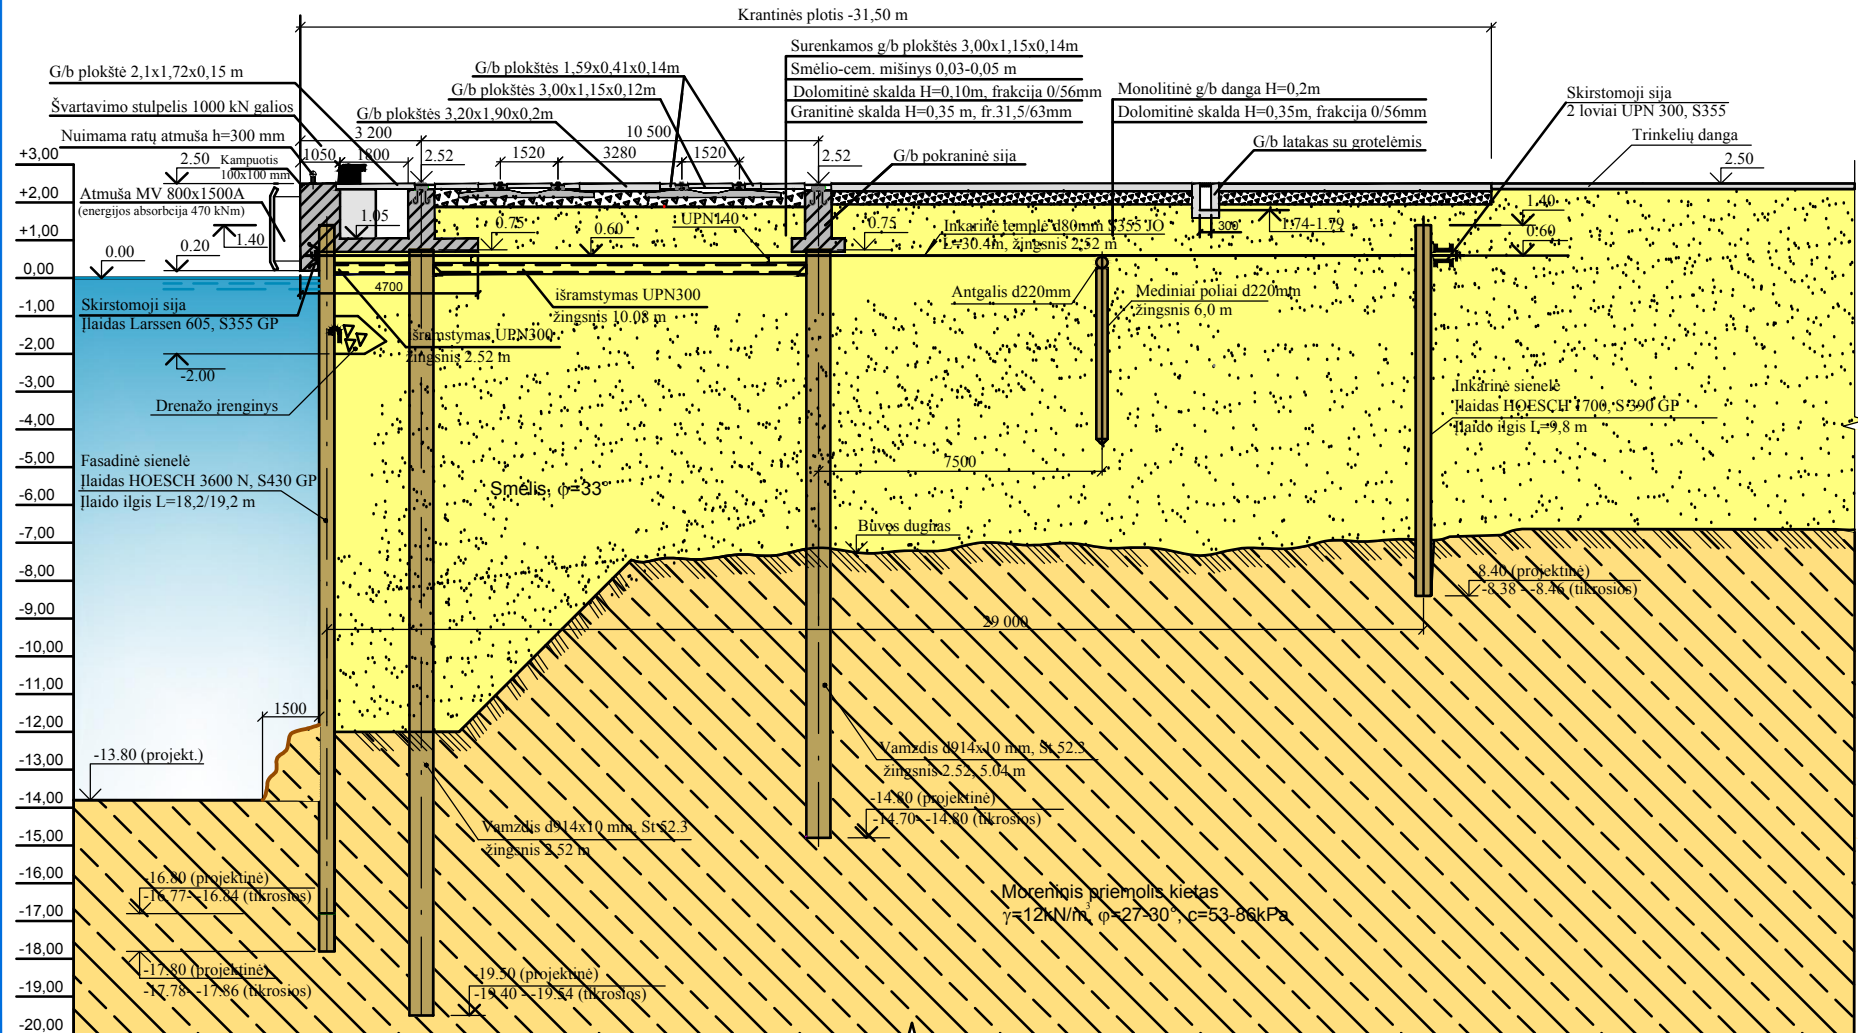 Krantinės plotis -31,50 m
G/b plokštė 2,1x1,72x0,15 m
Švartavimo stulpelis 1000 kN galios
Nuimama ratų atmuša h=300 mm
G/b plokštės 1,59x0,41x0,14m
G/b plokštės 3,00x1,15x0,12m
G/b plokštės 3,20x1,90x0,2m
Surenkamos g/b plokštės 3,00x1,15x0,14m
Smėlio-cem. mišinys 0,03-0,05 m
Dolomitinė skalda H=0,10m, frakcija 0/56mm
Granitinė skalda H=0,35 m, fr.31,5/63mm
Monolitinė g/b danga H=0,2m
Dolomitinė skalda H=0,35m, frakcija 0/56mm
Skirstomoji sija
2 loviai UPN 300, S355
Trinkelių danga
G/b latakas su grotelėmis
G/b pokraninė sija
3 200
10 500
1050
1800
2.52
1520
3280
1520
2.52
2.50
2.50
Kampuotis
100x100 mm
Atmuša MV 800x1500A
(energijos absorbcija 470 kNm)
1.40
0.20
0.00
1.05
0.75
0.60
UPN140
0.75
Inkarinė templė d80mm S355 JO
L=30.4m, žingsnis 2,52 m
300
1.74-1.79
1.40
0.60
4700
Skirstomoji sija
Įlaidas Larssen 605, S355 GP
išramstymas UPN300
žingsnis 10.08 m
išramstymas UPN300
žingsnis 2.52 m
Antgalis d220mm
Mediniai poliai d220mm
žingsnis 6,0 m
-2.00
Drenažo įrenginys
Inkarinė sienelė
Įlaidas HOESCH 1700, S 390 GP
Įlaido ilgis L=9,8 m
Fasadinė sienelė
Įlaidas HOESCH 3600 N, S430 GP
Įlaido ilgis L=18,2/19,2 m
7500
Smėlis, φ=33°
Buvęs dugnas
-8.40 (projektinė)
-8.38 - -8.46 (tikrosios)
29 000
1500
-13.80 (projekt.)
Vamzdis d914x10 mm, St 52.3
žingsnis 2.52, 5.04 m
-14.80 (projektinė)
-14.70- -14.80 (tikrosios)
Vamzdis d914x10 mm, St 52.3
žingsnis 2.52 m
-16.80 (projektinė)
-16.77- -16.84 (tikrosios)
Moreninis priemolis kietas
γ=12kN/m³, φ=27-30°, c=53-86kPa
-17.80 (projektinė)
-17.78- -17.86 (tikrosios)
-19.50 (projektinė)
-19.40 - -19.54 (tikrosios)
+3,00
+2,00
+1,00
0,00
-1,00
-2,00
-3,00
-4,00
-5,00
-6,00
-7,00
-8,00
-9,00
-10,00
-11,00
-12,00
-13,00
-14,00
-15,00
-16,00
-17,00
-18,00
-19,00
-20,00